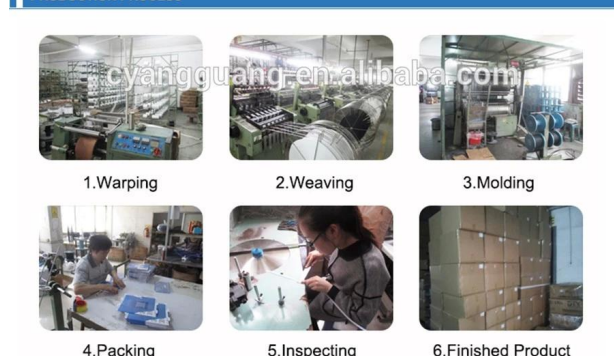 cyangguang.en.alibaba.com
1.Warping
2.Weaving
3.Molding
4.Packing
5.Inspecting
6.Finished Product